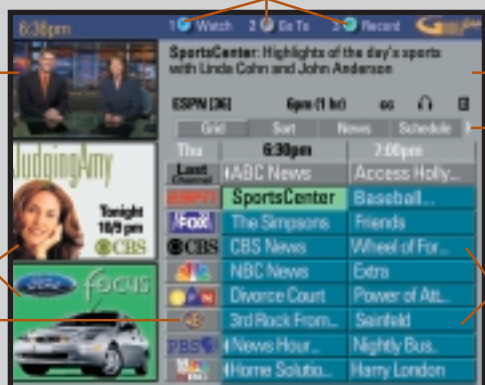 6:38pm
1 Watch 2 Go To 3 Record
SportsCenter: Highlights of the day's sports
with Linda Cohn and John Anderson
ESPN [36] 6pm (1 hr) cc
Grid Sort News Schedule
Thu 6:30pm 7:00pm
Last Channel ABC News Access Holly...
ESPN SportsCenter Baseball...
FOX The Simpsons Friends
CBS CBS News Wheel of For...
NBC News Extra
Divorce Court Power of Att..
3rd Rock From... Seinfeld
PBS News Hour.. Nightly Bus..
Home Solutio.. Harry London
JudgingAmy
Tonight
10/9 pm
CBS
Ford focus